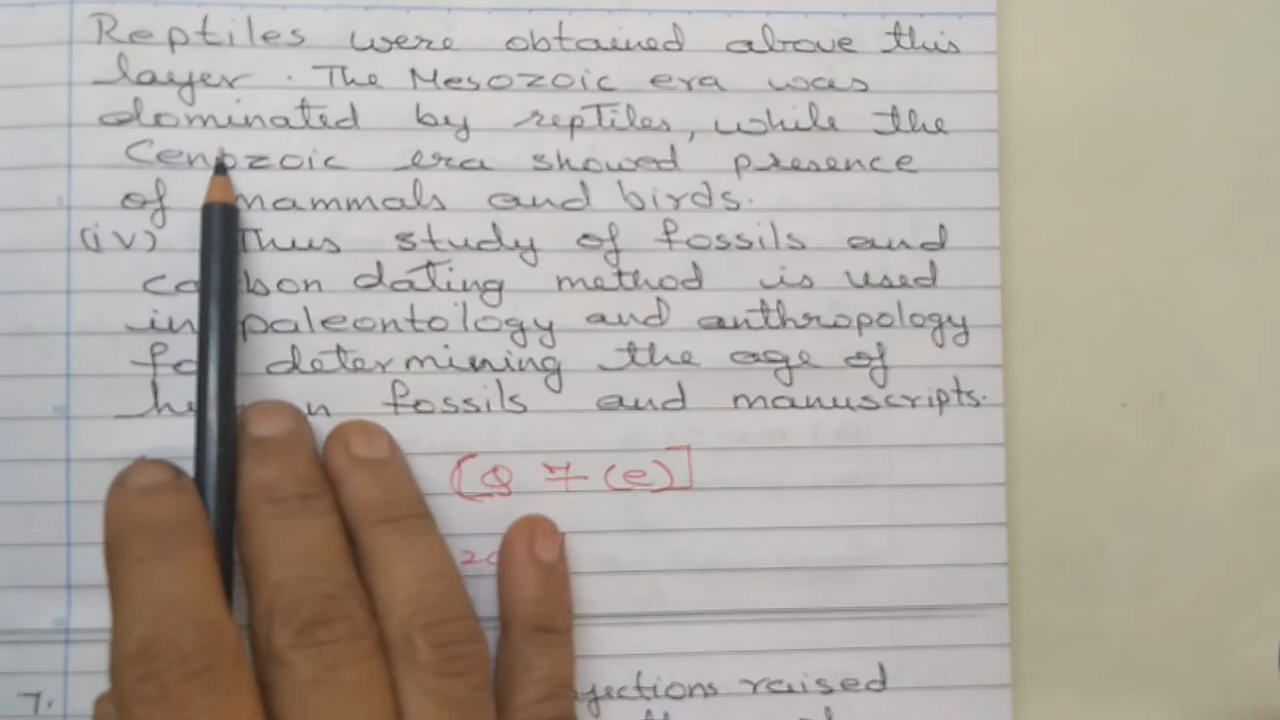 Reptiles were obtained above this
layer. The Mesozoic era was
dominated by reptiles, while the
Cenozoic era showed presence
of mammals and birds.
(iv) Thus study of fossils and
carbon dating method is used
in paleontology and anthropology
for determining the age of
human fossils and manuscripts.
[Q 7 (e)]
7. raised